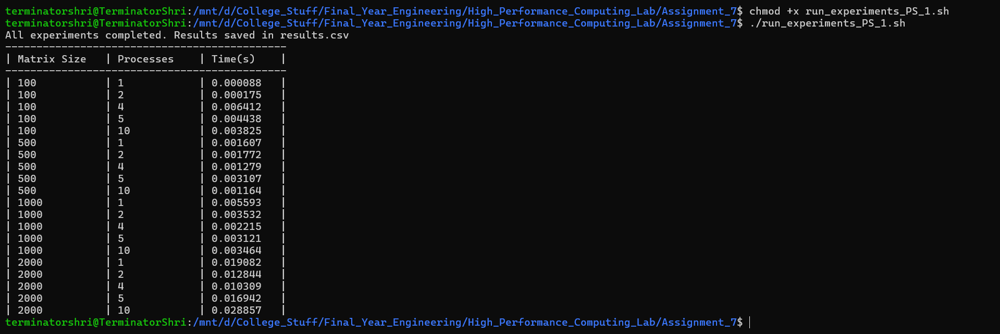 terminatorshri@TerminatorShri:/mnt/d/College_Stuff/Final_Year_Engineering/High_Performance_Computing_Lab/Assignment_7$ chmod +x run_experiments_PS_1.sh
terminatorshri@TerminatorShri:/mnt/d/College_Stuff/Final_Year_Engineering/High_Performance_Computing_Lab/Assignment_7$ ./run_experiments_PS_1.sh
All experiments completed. Results saved in results.csv
---------------------------------------------
| Matrix Size   | Processes    | Time(s)    |
---------------------------------------------
| 100           | 1            | 0.000088   |
| 100           | 2            | 0.000175   |
| 100           | 4            | 0.006412   |
| 100           | 5            | 0.004438   |
| 100           | 10           | 0.003825   |
| 500           | 1            | 0.001607   |
| 500           | 2            | 0.001772   |
| 500           | 4            | 0.001279   |
| 500           | 5            | 0.003107   |
| 500           | 10           | 0.001164   |
| 1000          | 1            | 0.005593   |
| 1000          | 2            | 0.003532   |
| 1000          | 4            | 0.002215   |
| 1000          | 5            | 0.003121   |
| 1000          | 10           | 0.003464   |
| 2000          | 1            | 0.019082   |
| 2000          | 2            | 0.012844   |
| 2000          | 4            | 0.010309   |
| 2000          | 5            | 0.016942   |
| 2000          | 10           | 0.028857   |
terminatorshri@TerminatorShri:/mnt/d/College_Stuff/Final_Year_Engineering/High_Performance_Computing_Lab/Assignment_7$